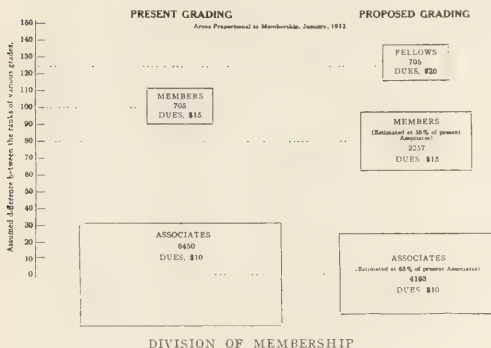 PRESENT GRADING
PROPOSED GRADING
Areas Proportional to Membership, January, 1912
Assumed difference between the ranks of various grades.
150
140
130
120
110
100
90
80
70
60
50
40
30
20
10
0
MEMBERS
705
DUES, $15
ASSOCIATES
6450
DUES, $10
FELLOWS
705
DUES, $20
MEMBERS
(Estimated at 35% of present
Associates)
2257
DUES $15
ASSOCIATES
(Estimated at 65% of present Associates)
4193
DUES $10
DIVISION OF MEMBERSHIP